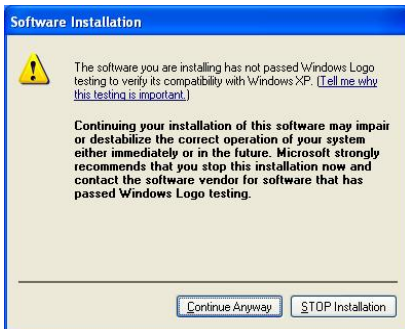 Software Installation
The software you are installing has not passed Windows Logo
testing to verify its compatibility with Windows XP. (Tell me why
this testing is important.)
Continuing your installation of this software may impair
or destabilize the correct operation of your system
either immediately or in the future. Microsoft strongly
recommends that you stop this installation now and
contact the software vendor for software that has
passed Windows Logo testing.
Continue Anyway STOP Installation